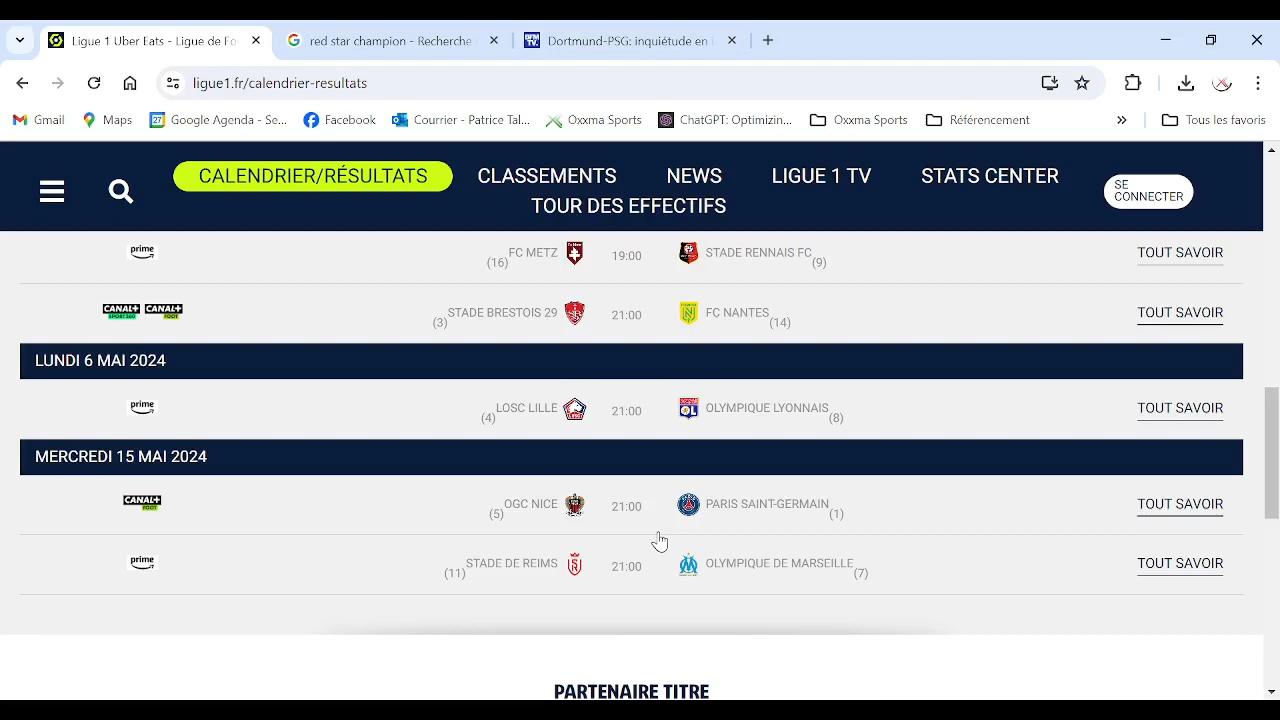 Ligue 1 Uber Eats - Ligue de Fo
red star champion - Recherche
Dortmund-PSG: inquiétude en
ligue1.fr/calendrier-resultats
Gmail Maps Google Agenda - Se... Facebook Courrier - Patrice Tal... Oxxma Sports ChatGPT: Optimizin... Oxxma Sports Référencement » Tous les favoris
CALENDRIER/RÉSULTATS CLASSEMENTS NEWS LIGUE 1 TV STATS CENTER
TOUR DES EFFECTIFS
SE
CONNECTER
prime (16) FC METZ 19:00 STADE RENNAIS FC (9) TOUT SAVOIR
CANAL+ SPORT360 CANAL+ FOOT (3) STADE BRESTOIS 29 21:00 FC NANTES (14) TOUT SAVOIR
LUNDI 6 MAI 2024
prime (4) LOSC LILLE 21:00 OLYMPIQUE LYONNAIS (8) TOUT SAVOIR
MERCREDI 15 MAI 2024
CANAL+ FOOT (5) OGC NICE 21:00 PARIS SAINT-GERMAIN (1) TOUT SAVOIR
prime (11) STADE DE REIMS 21:00 OLYMPIQUE DE MARSEILLE (7) TOUT SAVOIR
PARTENAIRE TITRE